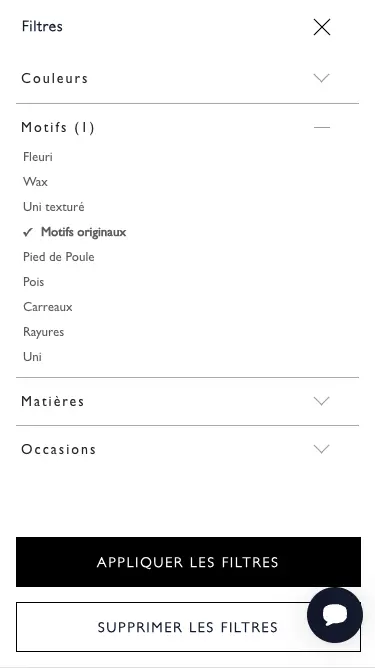 Filtres
Couleurs
Motifs (1)
Fleuri
Wax
Uni texturé
✓ Motifs originaux
Pied de Poule
Pois
Carreaux
Rayures
Uni
Matières
Occasions
APPLIQUER LES FILTRES
SUPPRIMER LES FILTRES